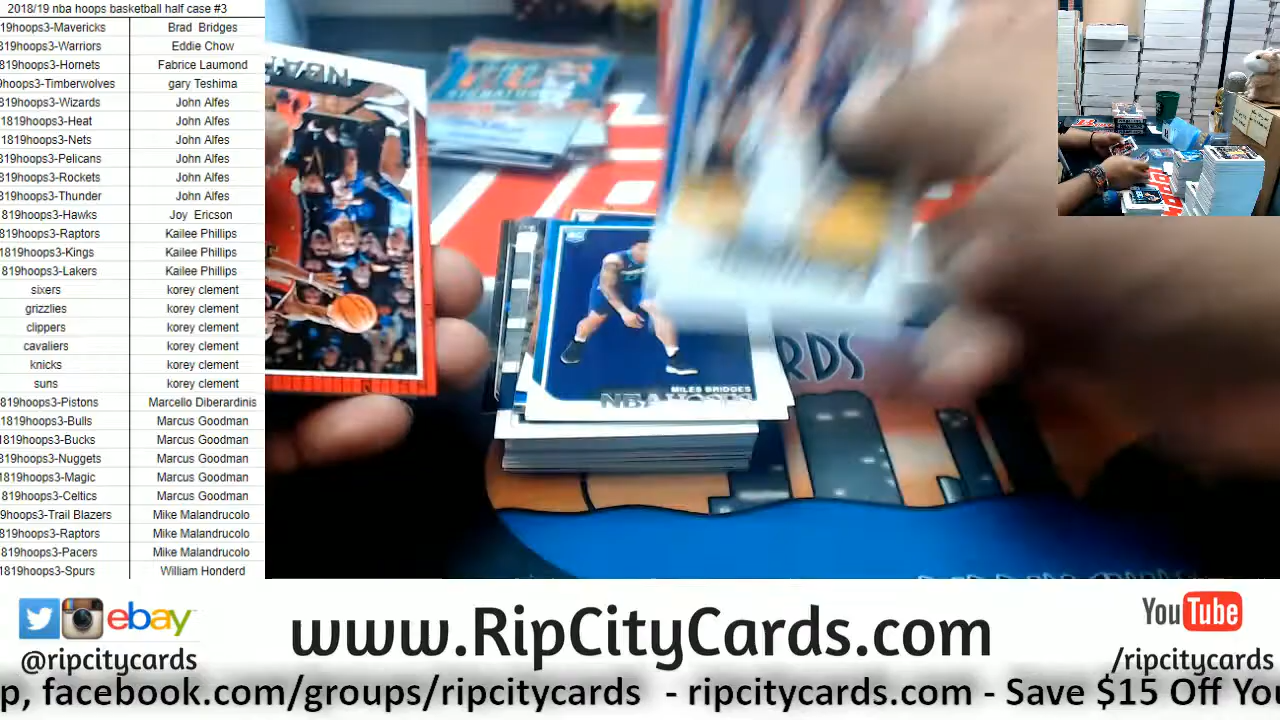 2018/19 nba hoops basketball half case #3
19hoops3-Mavericks Brad Bridges
819hoops3-Warriors Eddie Chow
819hoops3-Hornets Fabrice Laumond
9hoops3-Timberwolves gary Teshima
819hoops3-Wizards John Alfes
1819hoops3-Heat John Alfes
1819hoops3-Nets John Alfes
819hoops3-Pelicans John Alfes
819hoops3-Rockets John Alfes
819hoops3-Thunder John Alfes
819hoops3-Hawks Joy Ericson
819hoops3-Raptors Kailee Phillips
1819hoops3-Kings Kailee Phillips
819hoops3-Lakers Kailee Phillips
sixers korey clement
grizzlies korey clement
clippers korey clement
cavaliers korey clement
knicks korey clement
suns korey clement
819hoops3-Pistons Marcello Diberardinis
1819hoops3-Bulls Marcus Goodman
1819hoops3-Bucks Marcus Goodman
819hoops3-Nuggets Marcus Goodman
1819hoops3-Magic Marcus Goodman
819hoops3-Celtics Marcus Goodman
9hoops3-Trail Blazers Mike Malandrucolo
819hoops3-Raptors Mike Malandrucolo
819hoops3-Pacers Mike Malandrucolo
1819hoops3-Spurs William Honderd
NBA
RC
MILES BRIDGES
NBA HOOPS
RDS
ebay
@ripcitycards
www.RipCityCards.com
YouTube
/ripcitycards
p, facebook.com/groups/ripcitycards - ripcitycards.com - Save $15 Off You